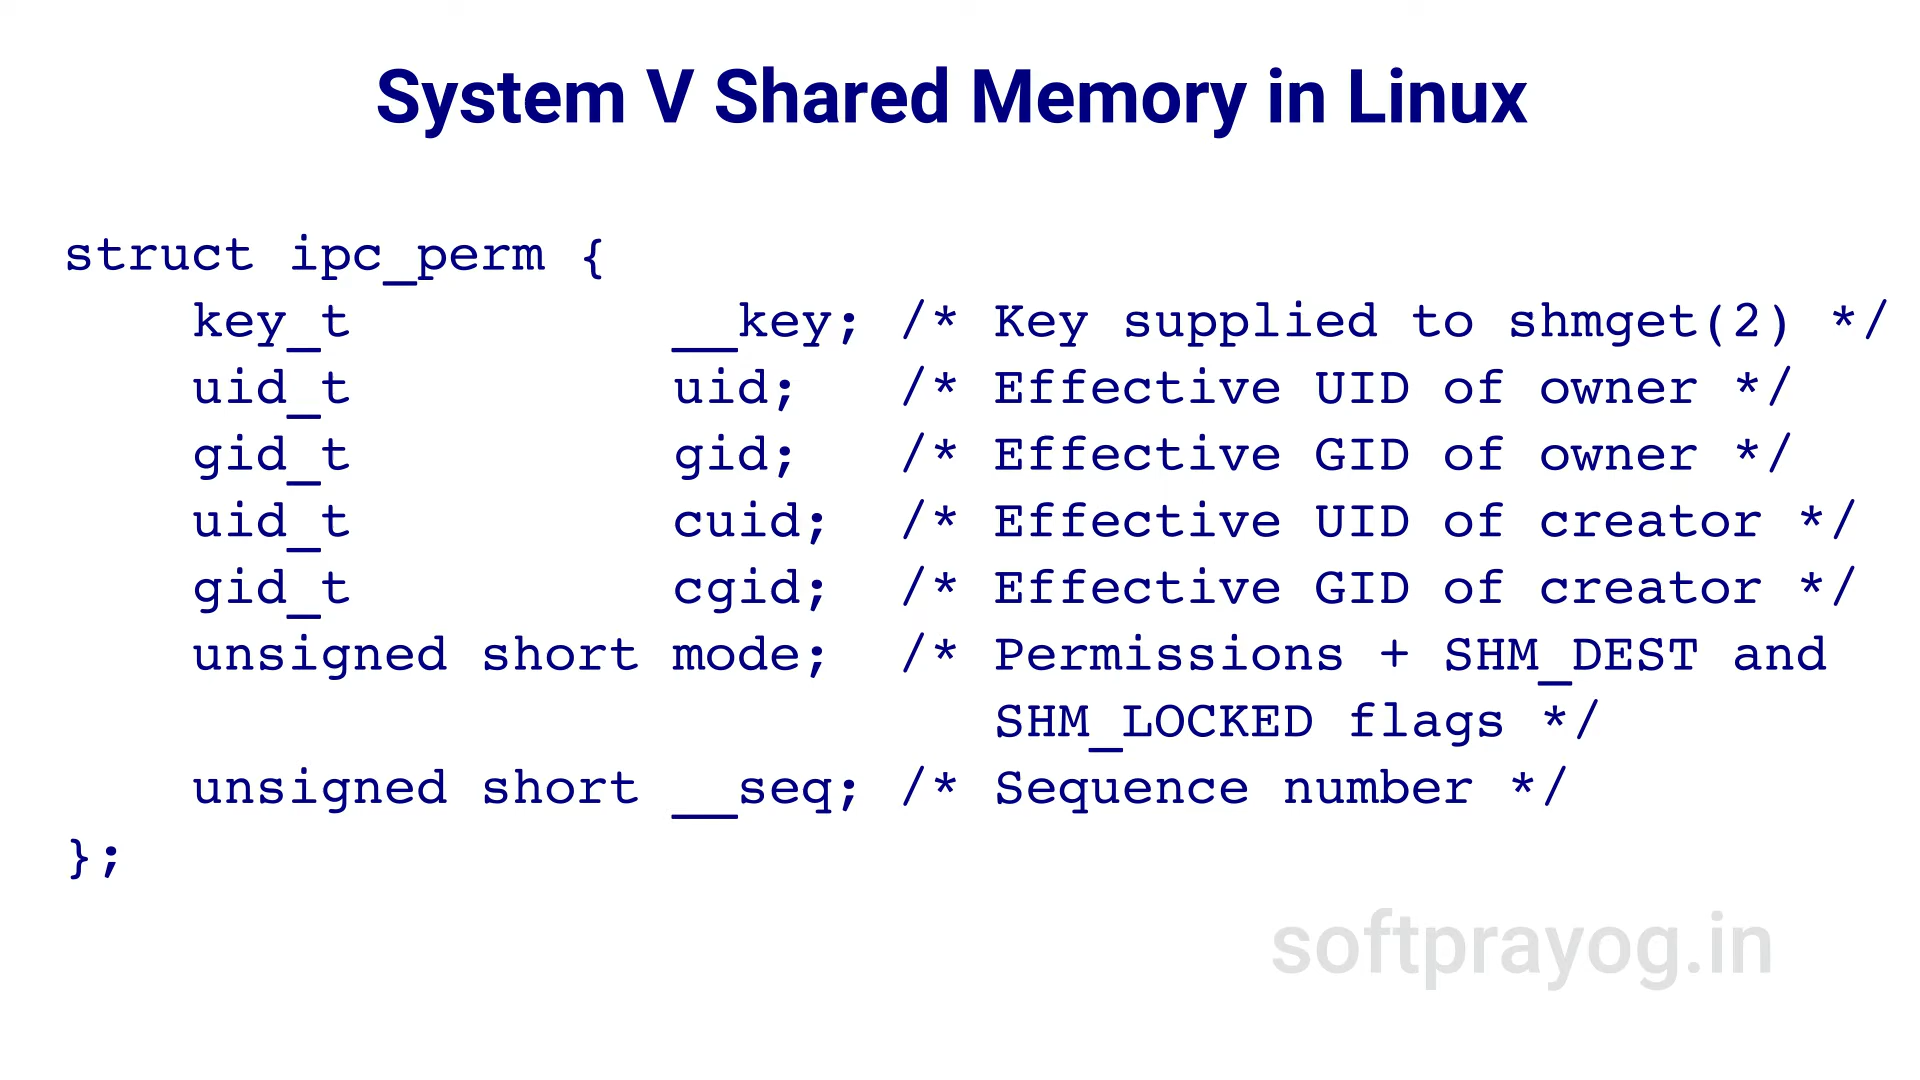 System V Shared Memory in Linux
struct ipc_perm {
    key_t          __key; /* Key supplied to shmget(2) */
    uid_t          uid;   /* Effective UID of owner */
    gid_t          gid;   /* Effective GID of owner */
    uid_t          cuid;  /* Effective UID of creator */
    gid_t          cgid;  /* Effective GID of creator */
    unsigned short mode;  /* Permissions + SHM_DEST and
                             SHM_LOCKED flags */
    unsigned short __seq; /* Sequence number */
};
softprayog.in